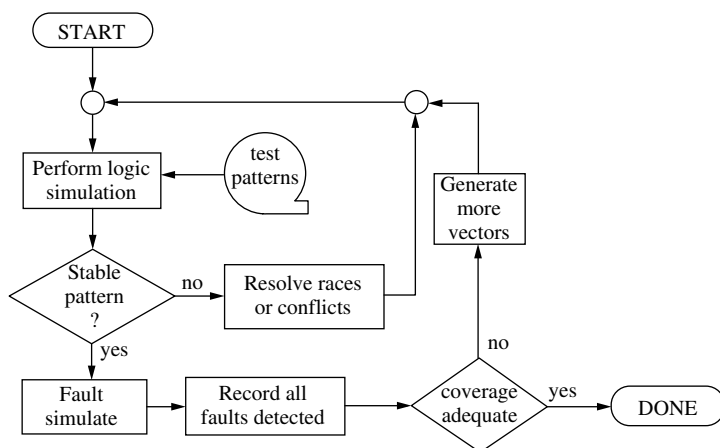 START
Perform logic
simulation
test
patterns
Generate
more
vectors
Stable
pattern
?
no
Resolve races
or conflicts
yes
no
Fault
simulate
Record all
faults detected
coverage
adequate
yes
DONE